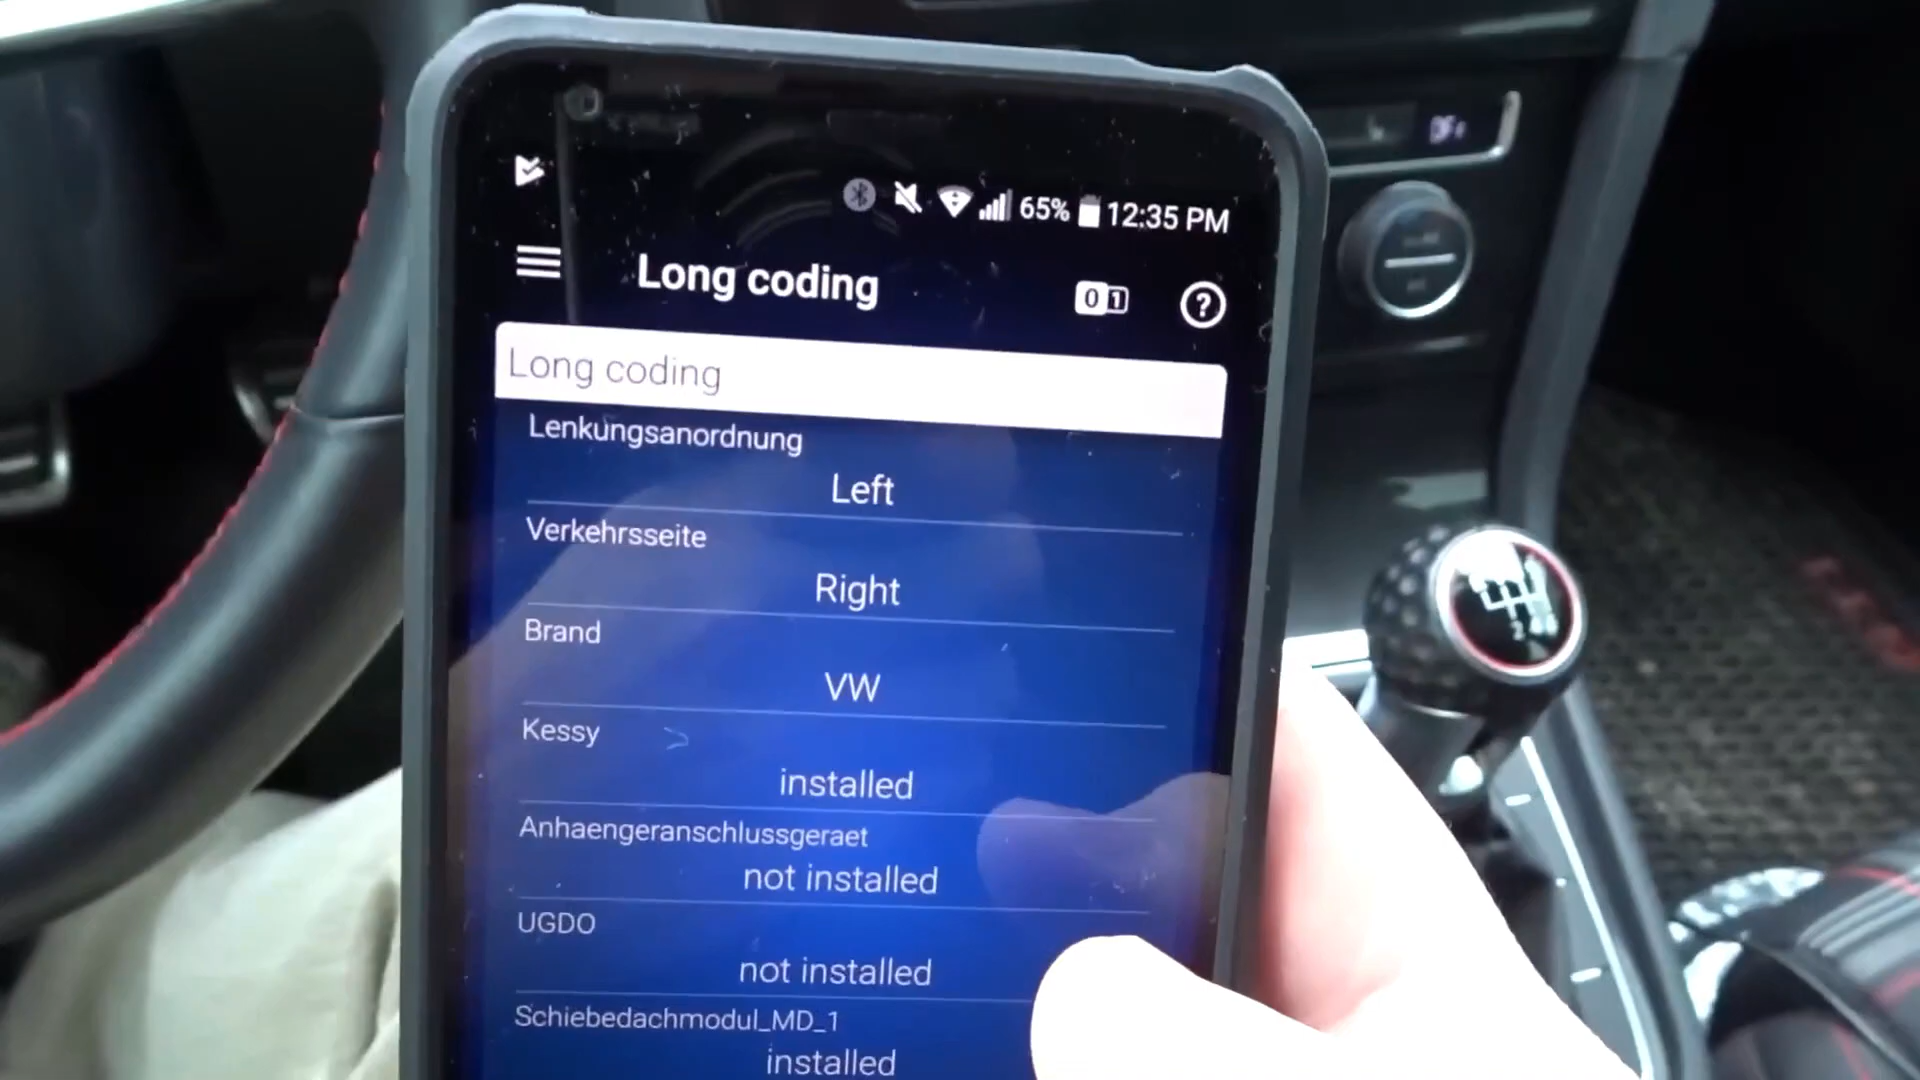 65% 12:35 PM
Long coding
01
?
Long coding
Lenkungsanordnung
Left
Verkehrsseite
Right
Brand
VW
Kessy
installed
Anhaengeranschlussgeraet
not installed
UGDO
not installed
Schiebedachmodul_MD_1
installed